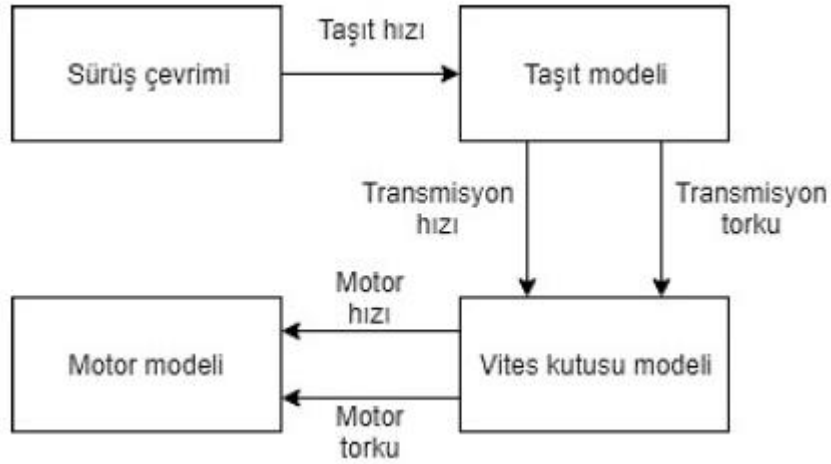 Taşıt hızı
Sürüş çevrimi
Taşıt modeli
Transmisyon
hızı
Transmisyon
torku
Motor
hızı
Motor modeli
Vites kutusu modeli
Motor
torku